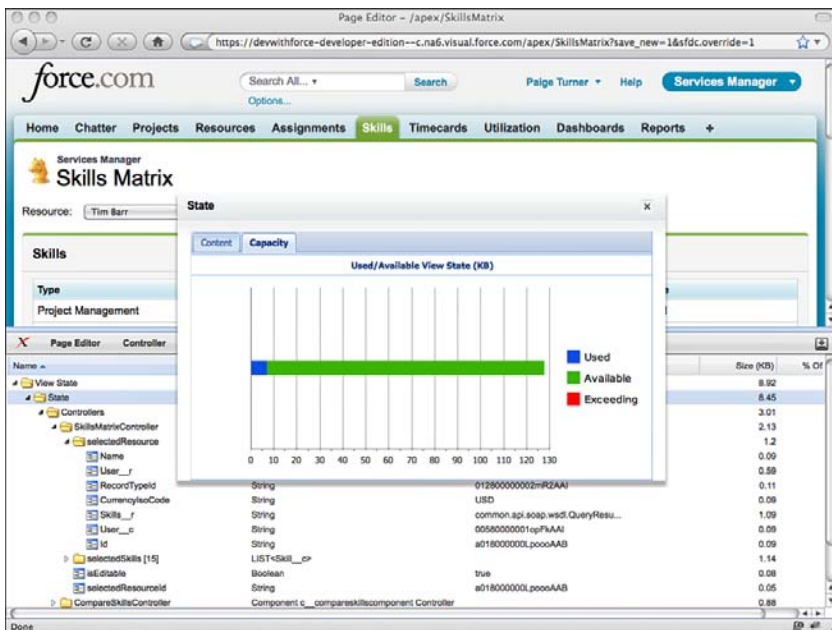 Page Editor – /apex/SkillsMatrix
https://devwithforce-developer-edition--c.na6.visual.force.com/apex/SkillsMatrix?save_new=1&sfdc.override=1
force.com
Search All...
Search
Options...
Paige Turner
Help
Services Manager
Home Chatter Projects Resources Assignments Skills Timecards Utilization Dashboards Reports +
Services Manager
Skills Matrix
Resource: Tim Barr
State x
Content Capacity
Used/Available View State (KB)
Used
Available
Exceeding
0 10 20 30 40 50 60 70 80 90 100 110 120 130
Skills
Type
Project Management
Page Editor Controller
Name Size (KB) % Of
View State 8.92
State 8.45
Controllers 3.01
SkillsMatrixController 2.13
selectedResource 1.2
Name 0.09
User__r 0.59
RecordTypeId String 012800000002mR2AAI 0.11
CurrencyIsoCode String USD 0.09
Skills__r String common.api.soap.wsdl.QueryResu... 1.09
User__c String 00580000001opFkAAI 0.09
Id String a018000000LpoooAAB 0.09
selectedSkills [15] LIST<Skill__c> 1.14
isEditable Boolean true 0.08
selectedResourceId String a018000000LpoooAAB 0.05
CompareSkillsController Component c__compareskillscomponent Controller 0.88
Done